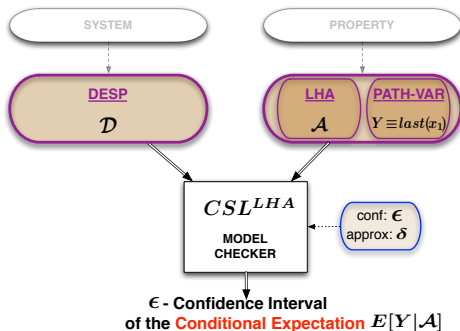 SYSTEM
PROPERTY
DESP
𝒟
LHA
𝒜
PATH-VAR
Y ≡ last(x₁)
CSL^{LHA}
MODEL
CHECKER
conf: ϵ
approx: δ
ϵ - Confidence Interval
of the Conditional Expectation E[Y|𝒜]